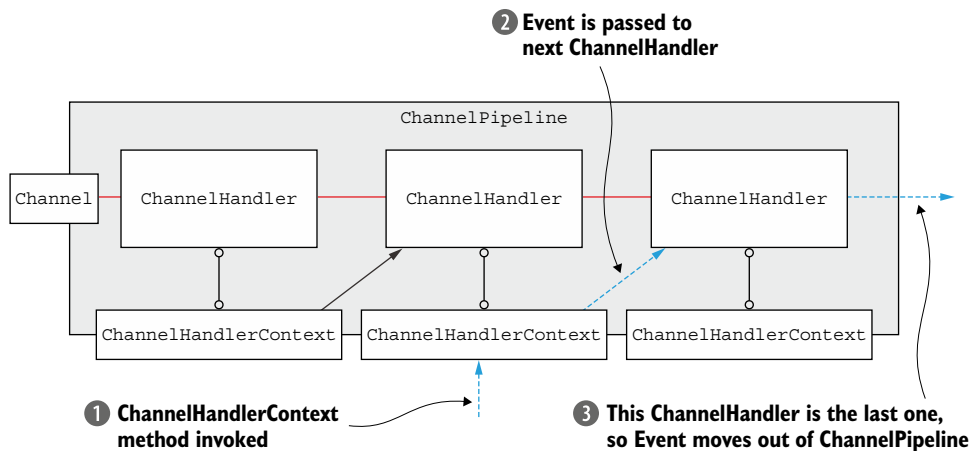 2 Event is passed to
next ChannelHandler
ChannelPipeline
Channel
ChannelHandler
ChannelHandler
ChannelHandler
ChannelHandlerContext
ChannelHandlerContext
ChannelHandlerContext
1 ChannelHandlerContext
method invoked
3 This ChannelHandler is the last one,
so Event moves out of ChannelPipeline